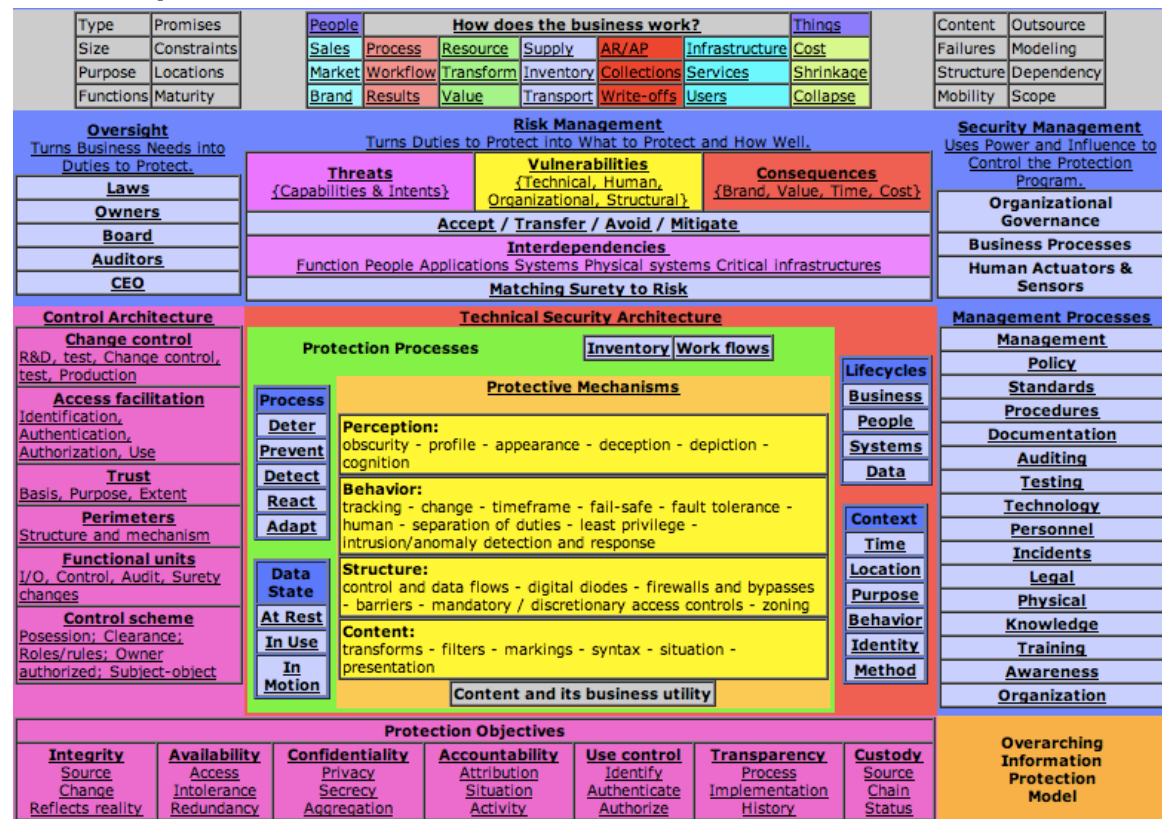 Type Promises
Size Constraints
Purpose Locations
Functions Maturity
People How does the business work? Things
Sales Process Resource Supply AR/AP Infrastructure Cost
Market Workflow Transform Inventory Collections Services Shrinkage
Brand Results Value Transport Write-offs Users Collapse
Content Outsource
Failures Modeling
Structure Dependency
Mobility Scope
Oversight
Turns Business Needs into
Duties to Protect.
Laws
Owners
Board
Auditors
CEO
Risk Management
Turns Duties to Protect into What to Protect and How Well.
Threats
{Capabilities & Intents}
Vulnerabilities
{Technical, Human,
Organizational, Structural}
Consequences
{Brand, Value, Time, Cost}
Accept / Transfer / Avoid / Mitigate
Interdependencies
Function People Applications Systems Physical systems Critical infrastructures
Matching Surety to Risk
Security Management
Uses Power and Influence to
Control the Protection
Program.
Organizational
Governance
Business Processes
Human Actuators &
Sensors
Control Architecture
Change control
R&D, test, Change control,
test, Production
Access facilitation
Identification,
Authentication,
Authorization, Use
Trust
Basis, Purpose, Extent
Perimeters
Structure and mechanism
Functional units
I/O, Control, Audit, Surety
changes
Control scheme
Posession; Clearance;
Roles/rules; Owner
authorized; Subject-object
Technical Security Architecture
Protection Processes
Inventory Work flows
Process
Deter
Prevent
Detect
React
Adapt
Data
State
At Rest
In Use
In
Motion
Protective Mechanisms
Perception:
obscurity - profile - appearance - deception - depiction -
cognition
Behavior:
tracking - change - timeframe - fail-safe - fault tolerance -
human - separation of duties - least privilege -
intrusion/anomaly detection and response
Structure:
control and data flows - digital diodes - firewalls and bypasses
- barriers - mandatory / discretionary access controls - zoning
Content:
transforms - filters - markings - syntax - situation -
presentation
Content and its business utility
Lifecycles
Business
People
Systems
Data
Context
Time
Location
Purpose
Behavior
Identity
Method
Management Processes
Management
Policy
Standards
Procedures
Documentation
Auditing
Testing
Technology
Personnel
Incidents
Legal
Physical
Knowledge
Training
Awareness
Organization
Protection Objectives
Integrity Availability Confidentiality Accountability Use control Transparency Custody
Source Access Privacy Attribution Identify Process Source
Change Intolerance Secrecy Situation Authenticate Implementation Chain
Reflects reality Redundancy Aggregation Activity Authorize History Status
Overarching
Information
Protection
Model